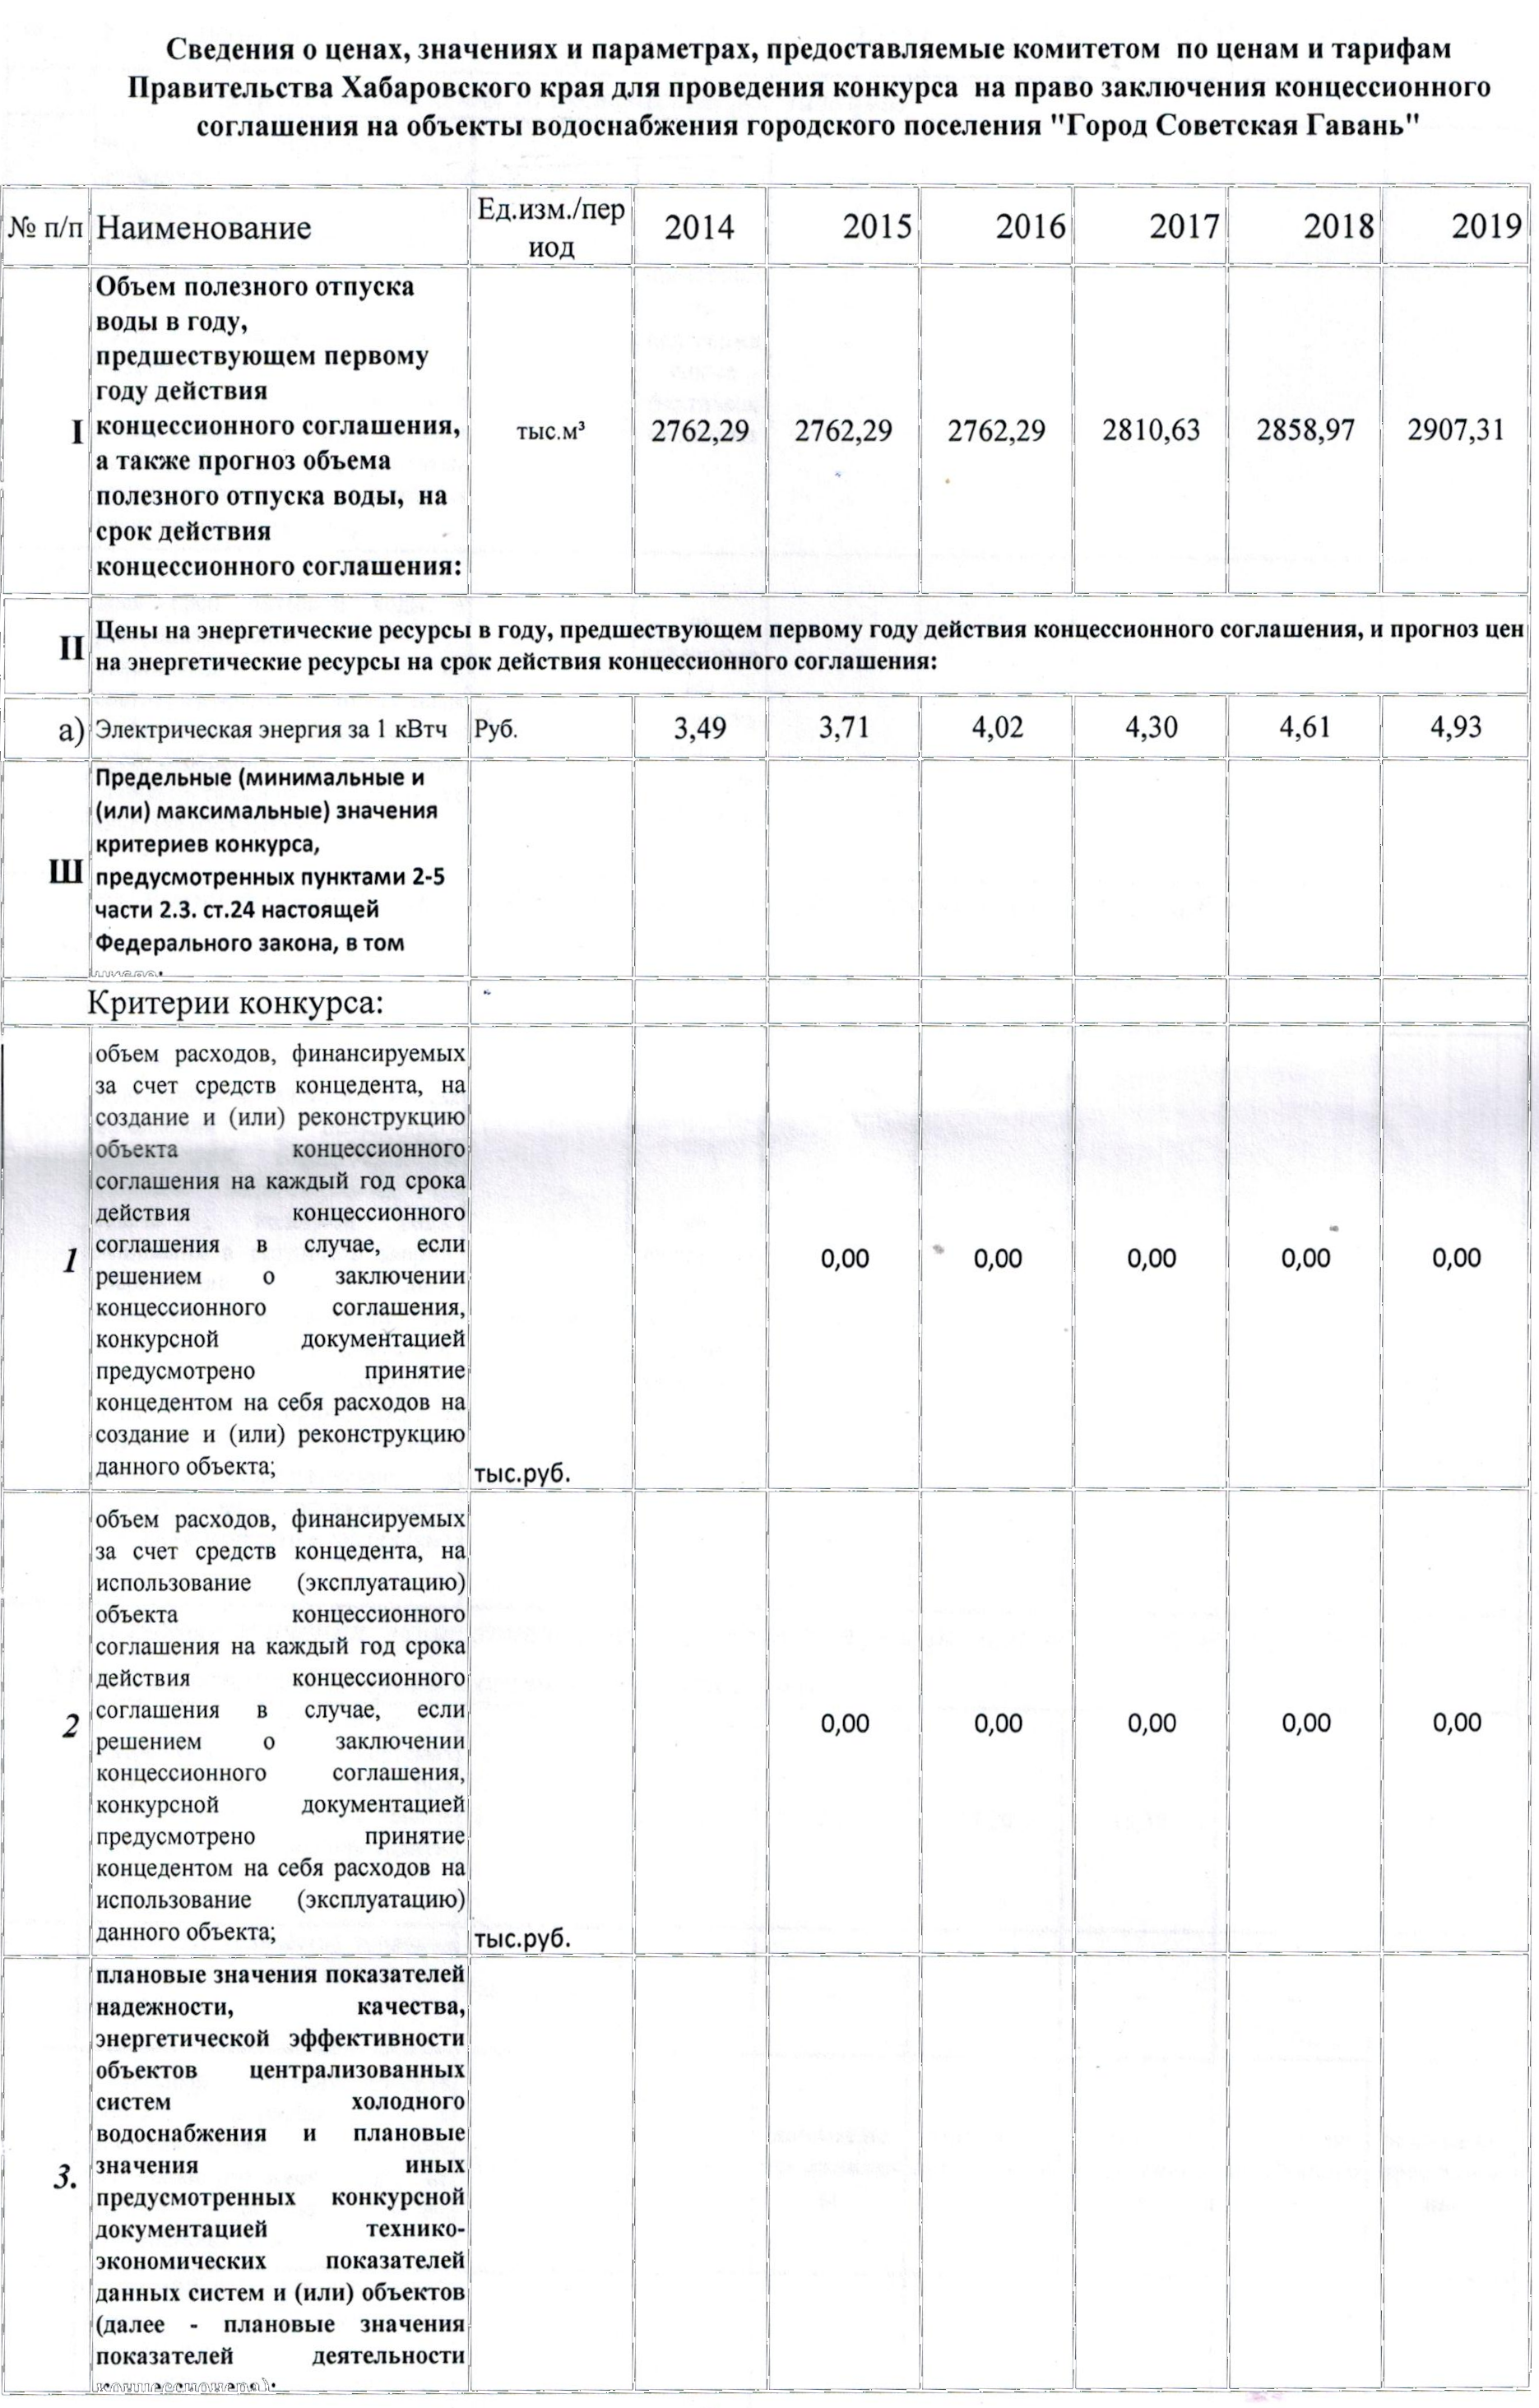 Сведения о ценах, значениях и параметрах, предоставляемые комитетом по ценам и тарифам
Правительства Хабаровского края для проведения конкурса на право заключения концессионного
соглашения на объекты водоснабжения городского поселения "Город Советская Гавань"
№ п/п Наименование Ед.изм./пер
иод 2014 2015 2016 2017 2018 2019
Объем полезного отпуска
воды в году,
предшествующем первому
году действия
I концессионного соглашения, тыс.м³ 2762,29 2762,29 2762,29 2810,63 2858,97 2907,31
а также прогноз объема
полезного отпуска воды, на
срок действия
концессионного соглашения:
II Цены на энергетические ресурсы в году, предшествующем первому году действия концессионного соглашения, и прогноз цен
на энергетические ресурсы на срок действия концессионного соглашения:
а) Электрическая энергия за 1 кВтч Руб. 3,49 3,71 4,02 4,30 4,61 4,93
Предельные (минимальные и
(или) максимальные) значения
критериев конкурса,
Ш предусмотренных пунктами 2-5
части 2.3. ст.24 настоящей
Федерального закона, в том
Критерии конкурса:
объем расходов, финансируемых
за счет средств концедента, на
создание и (или) реконструкцию
объекта концессионного
соглашения на каждый год срока
действия концессионного
1 соглашения в случае, если 0,00 0,00 0,00 0,00 0,00
решением о заключении
концессионного соглашения,
конкурсной документацией
предусмотрено принятие
концедентом на себя расходов на
создание и (или) реконструкцию
данного объекта; тыс.руб.
объем расходов, финансируемых
за счет средств концедента, на
использование (эксплуатацию)
объекта концессионного
соглашения на каждый год срока
действия концессионного
2 соглашения в случае, если 0,00 0,00 0,00 0,00 0,00
решением о заключении
концессионного соглашения,
конкурсной документацией
предусмотрено принятие
концедентом на себя расходов на
использование (эксплуатацию)
данного объекта; тыс.руб.
плановые значения показателей
надежности, качества,
энергетической эффективности
объектов централизованных
систем холодного
водоснабжения и плановые
3. значения иных
предусмотренных конкурсной
документацией технико-
экономических показателей
данных систем и (или) объектов
(далее - плановые значения
показателей деятельности